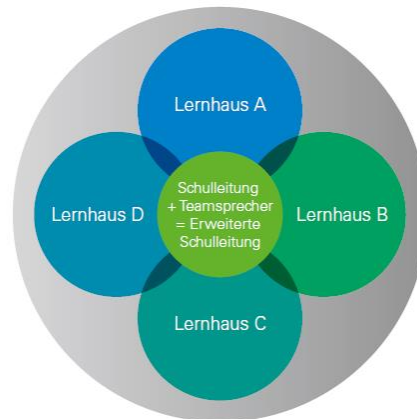 Lernhaus A
Lernhaus D
Schulleitung
+ Teamsprecher
= Erweiterte
Schulleitung
Lernhaus B
Lernhaus C